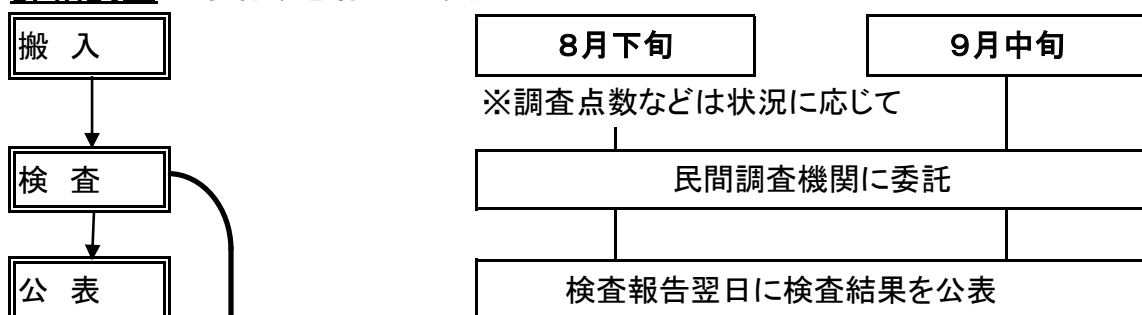 搬 入
8月下旬
9月中旬
※調査点数などは状況に応じて
検 査
民間調査機関に委託
公 表
検査報告翌日に検査結果を公表